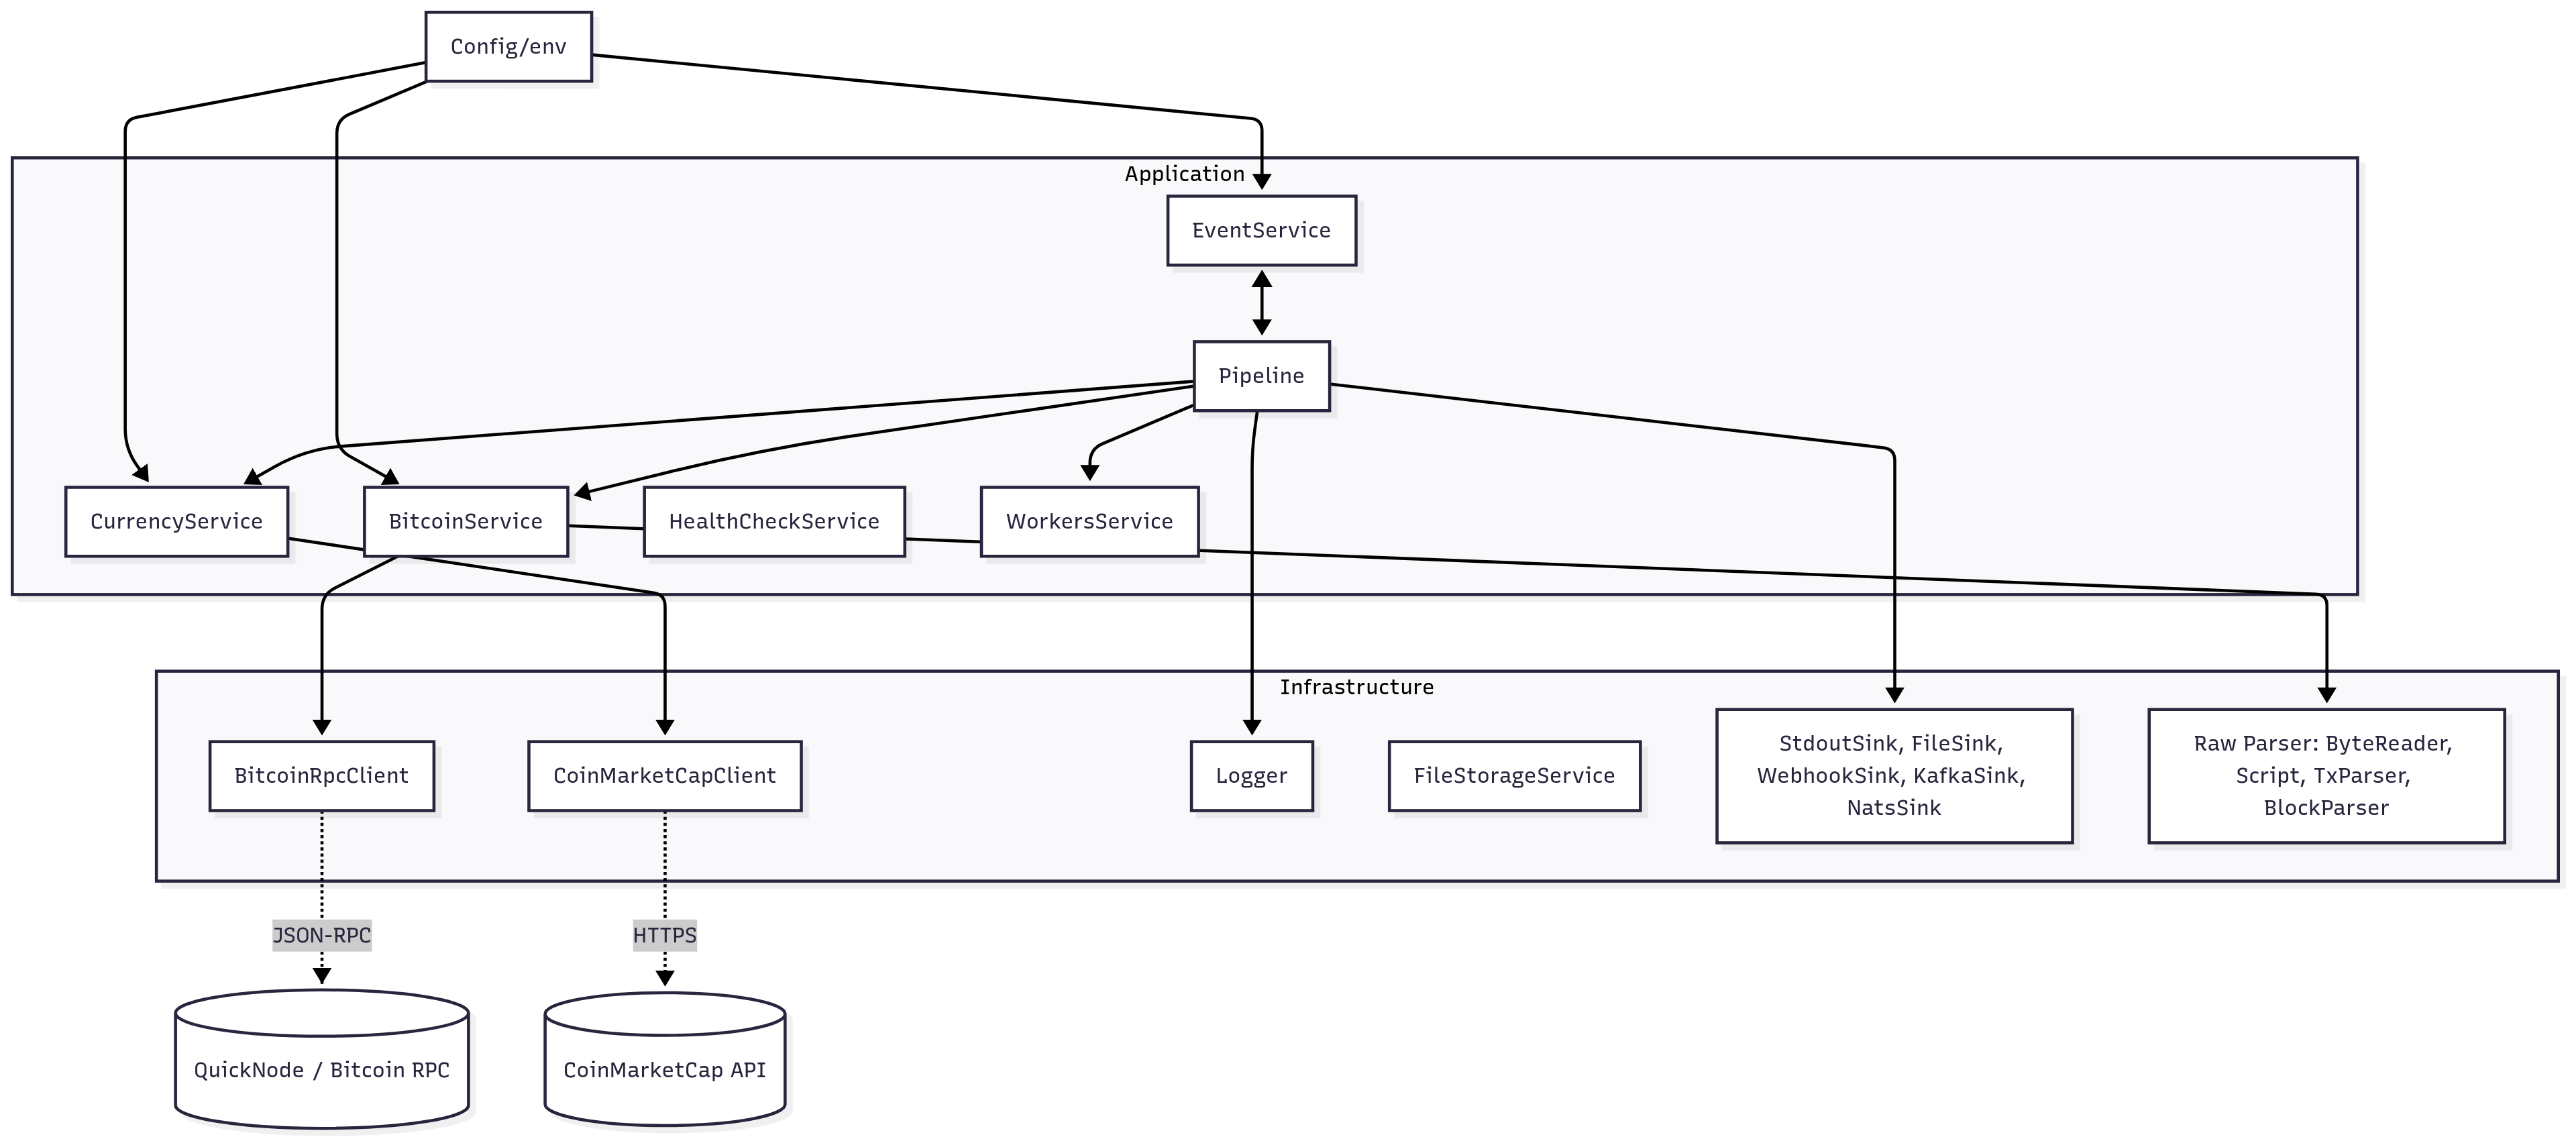 Config/env
Application
EventService
Pipeline
CurrencyService
BitcoinService
HealthCheckService
WorkersService
Infrastructure
BitcoinRpcClient
CoinMarketCapClient
Logger
FileStorageService
StdoutSink, FileSink,
WebhookSink, KafkaSink,
NatsSink
Raw Parser: ByteReader,
Script, TxParser,
BlockParser
JSON-RPC
HTTPS
QuickNode / Bitcoin RPC
CoinMarketCap API